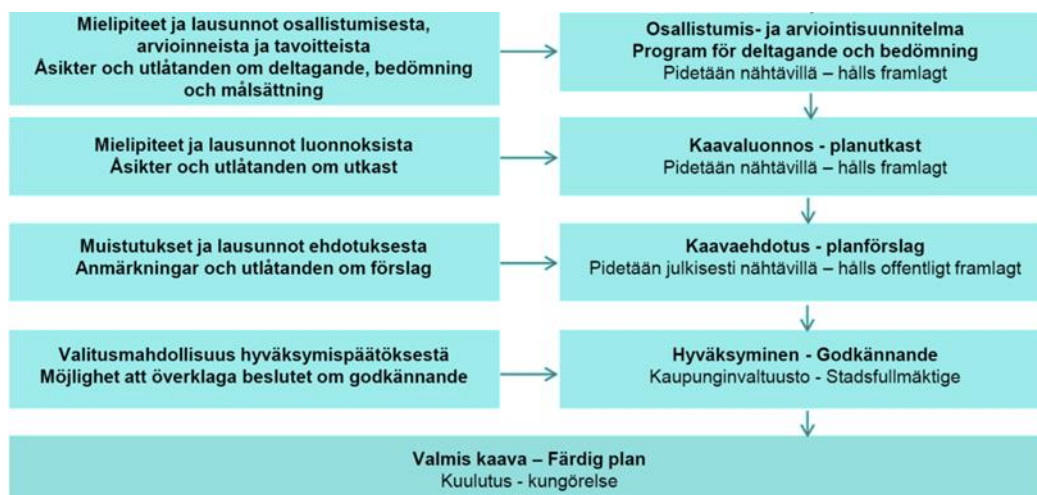 Mielipiteet ja lausunnot osallistumisesta,
arvioinneista ja tavoitteista
Åsikter och utlåtanden om deltagande, bedömning
och målsättning
Osallistumis- ja arviointisuunnitelma
Program för deltagande och bedömning
Pidetään nähtävillä – hålls framlagt
Mielipiteet ja lausunnot luonnoksista
Åsikter och utlåtanden om utkast
Kaavaluonnos - planutkast
Pidetään nähtävillä – hålls framlagt
Muistutukset ja lausunnot ehdotuksesta
Anmärkningar och utlåtanden om förslag
Kaavaehdotus - planförslag
Pidetään julkisesti nähtävillä – hålls offentligt framlagt
Valitusmahdollisuus hyväksymispäätöksestä
Möjlighet att överklaga beslutet om godkännande
Hyväksyminen - Godkännande
Kaupunginvaltuusto - Stadsfullmäktige
Valmis kaava – Färdig plan
Kuulutus - kungörelse